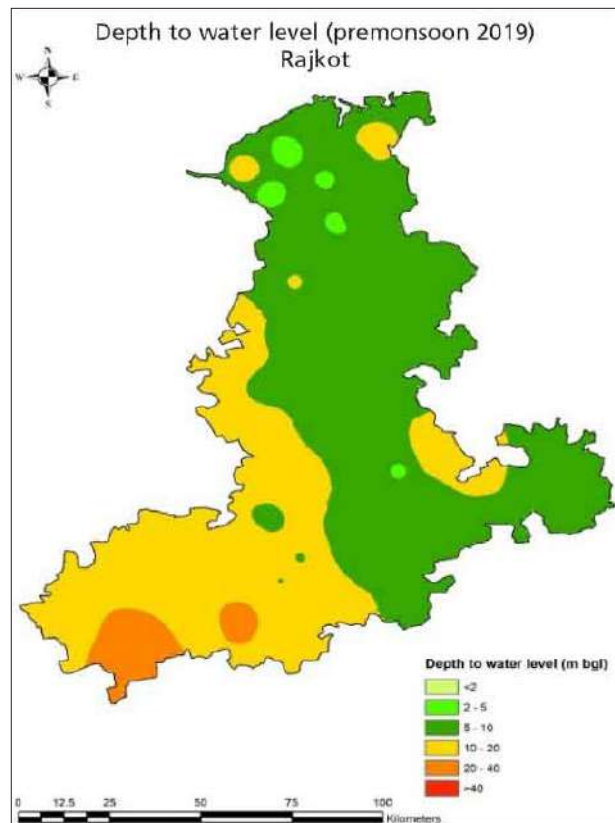 Depth to water level (premonsoon 2019)
Rajkot
N
W E
S
Depth to water level (m bgl)
<2
2 - 5
5 - 10
10 - 20
20 - 40
>40
0 12.5 25 50 75 100
Kilometers